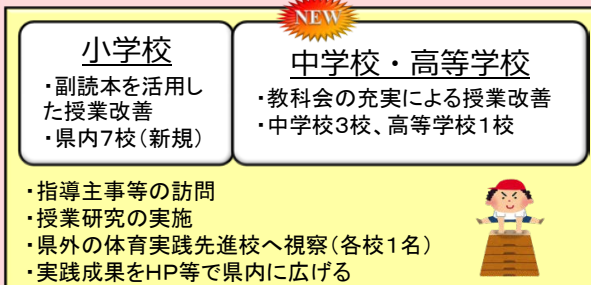 NEW
小学校
・副読本を活用し
た授業改善
・県内7校(新規)
中学校・高等学校
・教科会の充実による授業改善
・中学校3校、高等学校1校
・指導主事等の訪問
・授業研究の実施
・県外の体育実践先進校へ視察(各校1名)
・実践成果をHP等で県内に広げる